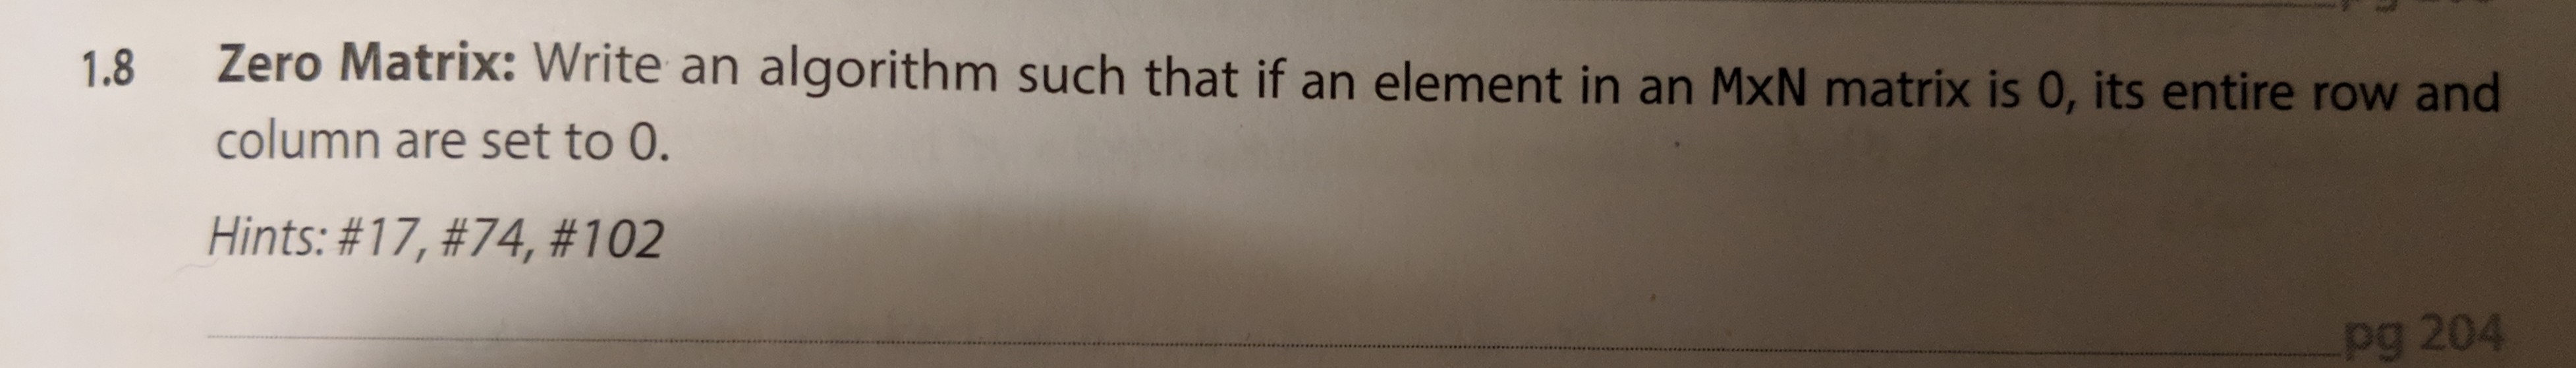 1.8 Zero Matrix: Write an algorithm such that if an element in an MxN matrix is 0, its entire row and
column are set to 0.
Hints: #17, #74, #102
pg 204